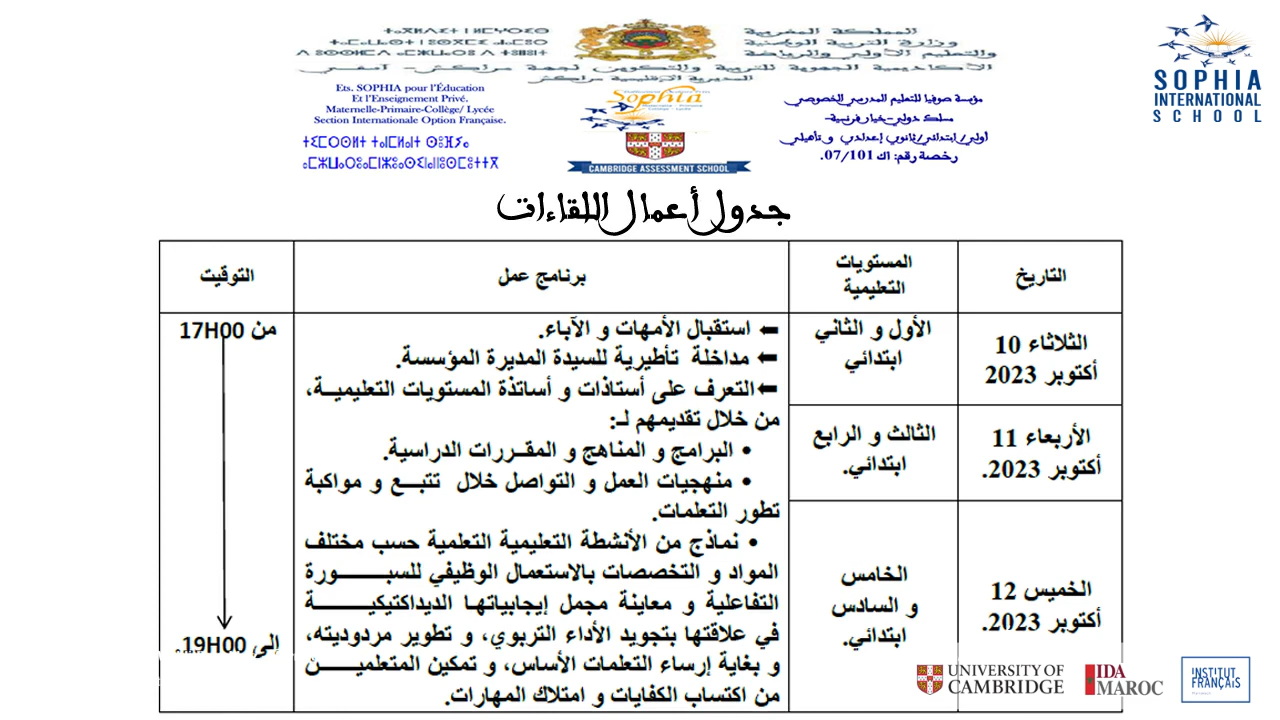 المملكة المغربية
وزارة التربية الوطنية
والتعليم الأولي والرياضة
الأكاديمية الجهوية للتربية والتكوين لجهة مراكش - آسفي
المديرية الإقليمية مراكش
Ets. SOPHIA pour l'Éducation
Et l'Enseignement Privé.
Maternelle-Primaire-Collège/ Lycée
Section Internationale Option Française.
Sophia
CAMBRIDGE ASSESSMENT SCHOOL
مؤسسة صوفيا للتعليم المدرسي الخصوصي
مسلك دولي-خيار فرنسية-
أولي/ابتدائي/ثانوي إعدادي و تأهيلي
رخصة رقم: اك 07/101.
SOPHIA
INTERNATIONAL
SCHOOL
جدول أعمال اللقاءات
التاريخ
المستويات
التعليمية
برنامج عمل
التوقيت
الثلاثاء 10
أكتوبر 2023
الأول و الثاني
ابتدائي
الأربعاء 11
أكتوبر 2023.
الثالث و الرابع
ابتدائي.
الخميس 12
أكتوبر 2023.
الخامس
و السادس
ابتدائي.
⬅ استقبال الأمهات و الآباء.
⬅ مداخلة تأطيرية للسيدة المديرة المؤسسة.
⬅التعرف على أستاذات و أساتذة المستويات التعليميـة،
من خلال تقديمهم لـ:
• البرامج و المناهج و المقـررات الدراسية.
• منهجيات العمل و التواصل خلال تتبـع و مواكبة
تطور التعلمات.
• نماذج من الأنشطة التعليمية التعلمية حسب مختلف
المواد و التخصصات بالاستعمال الوظيفي للسبـورة
التفاعلية و معاينة مجمل إيجابياتها الديداكتيكيـة
في علاقتها بتجويد الأداء التربوي، و تطوير مردوديته،
و بغاية إرساء التعلمات الأساس، و تمكين المتعلميـن
من اكتساب الكفايات و امتلاك المهارات.
من 17H00
إلى 19H00
UNIVERSITY OF
CAMBRIDGE
IDA
MAROC
INSTITUT
FRANÇAIS